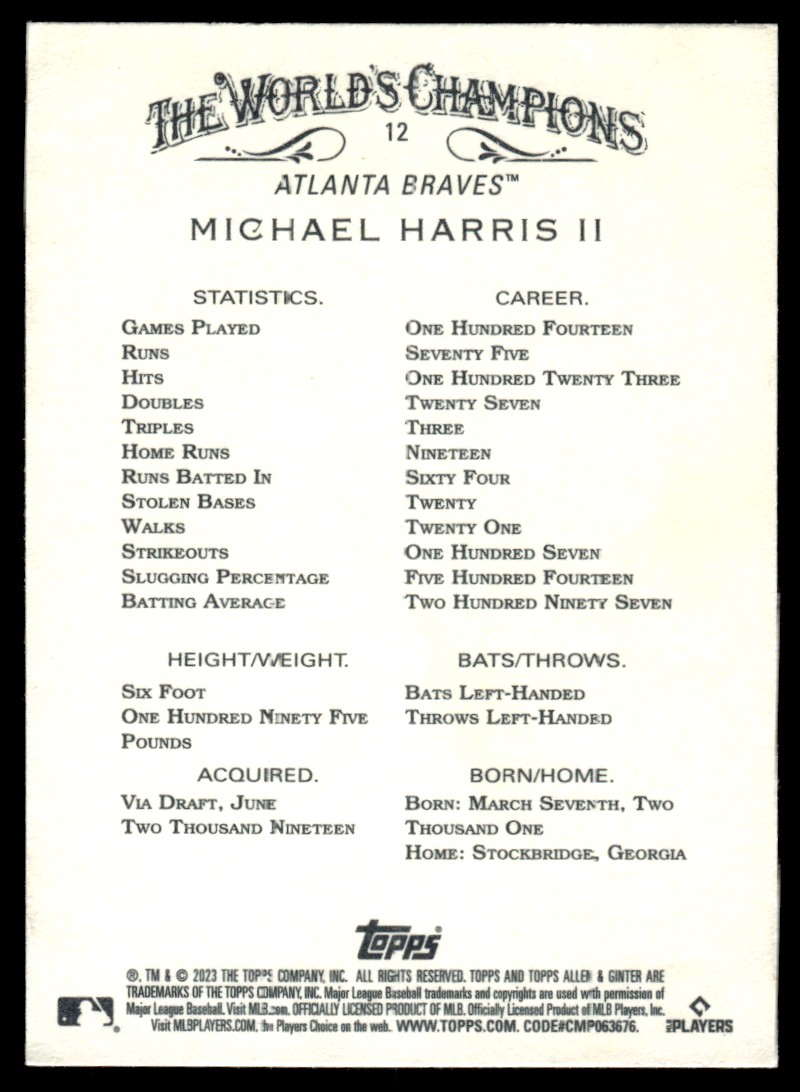 THE WORLD'S CHAMPIONS
12
ATLANTA BRAVES™
MICHAEL HARRIS II
STATISTICS. CAREER.
GAMES PLAYED ONE HUNDRED FOURTEEN
RUNS SEVENTY FIVE
HITS ONE HUNDRED TWENTY THREE
DOUBLES TWENTY SEVEN
TRIPLES THREE
HOME RUNS NINETEEN
RUNS BATTED IN SIXTY FOUR
STOLEN BASES TWENTY
WALKS TWENTY ONE
STRIKEOUTS ONE HUNDRED SEVEN
SLUGGING PERCENTAGE FIVE HUNDRED FOURTEEN
BATTING AVERAGE TWO HUNDRED NINETY SEVEN
HEIGHT/WEIGHT.
SIX FOOT
ONE HUNDRED NINETY FIVE
POUNDS
BATS/THROWS.
BATS LEFT-HANDED
THROWS LEFT-HANDED
ACQUIRED.
VIA DRAFT, JUNE
TWO THOUSAND NINETEEN
BORN/HOME.
BORN: MARCH SEVENTH, TWO
THOUSAND ONE
HOME: STOCKBRIDGE, GEORGIA
Topps®
®, TM & © 2023 THE TOPPS COMPANY, INC. ALL RIGHTS RESERVED. TOPPS AND TOPPS ALLEN & GINTER ARE
TRADEMARKS OF THE TOPPS COMPANY, INC. Major League Baseball trademarks and copyrights are used with permission of
Major League Baseball. Visit MLB.com. OFFICIALLY LICENSED PRODUCT OF MLB. Officially Licensed Product of MLB Players, Inc.
Visit MLBPLAYERS.COM, the Players Choice on the web. WWW.TOPPS.COM. CODE#CMP063676.
MLB PLAYERS